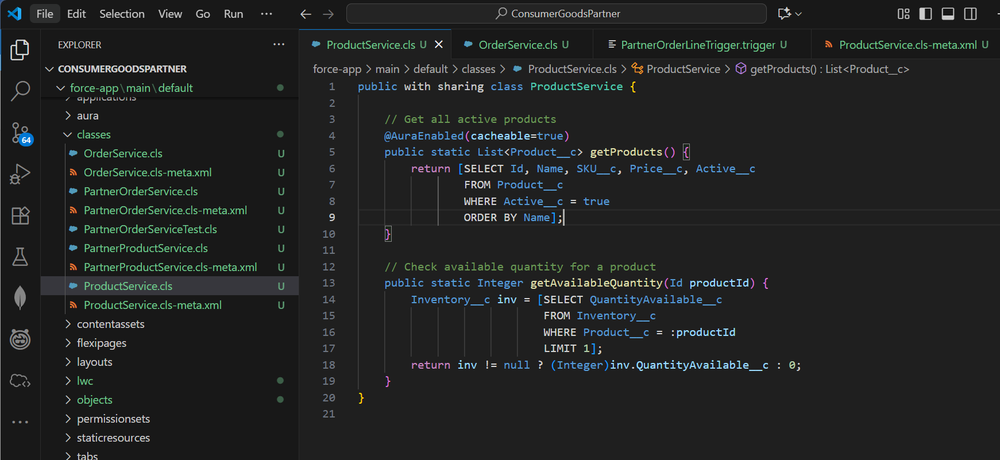 File Edit Selection View Go Run ··· ConsumerGoodsPartner
EXPLORER ···
CONSUMERGOODSPARTNER
force-app\main\default
applications
aura
classes
OrderService.cls U
OrderService.cls-meta.xml U
PartnerOrderService.cls U
PartnerOrderService.cls-meta.xml U
PartnerOrderServiceTest.cls U
PartnerProductService.cls U
PartnerProductService.cls-meta.xml U
ProductService.cls U
ProductService.cls-meta.xml U
contentassets
flexipages
layouts
lwc
objects
permissionsets
staticresources
tabs
64
ProductService.cls U OrderService.cls U PartnerOrderLineTrigger.trigger U ProductService.cls-meta.xml U
force-app > main > default > classes > ProductService.cls > ProductService > getProducts() : List<Product__c>
1 public with sharing class ProductService {
2
3 // Get all active products
4 @AuraEnabled(cacheable=true)
5 public static List<Product__c> getProducts() {
6 return [SELECT Id, Name, SKU__c, Price__c, Active__c
7 FROM Product__c
8 WHERE Active__c = true
9 ORDER BY Name];
10 }
11
12 // Check available quantity for a product
13 public static Integer getAvailableQuantity(Id productId) {
14 Inventory__c inv = [SELECT QuantityAvailable__c
15 FROM Inventory__c
16 WHERE Product__c = :productId
17 LIMIT 1];
18 return inv != null ? (Integer)inv.QuantityAvailable__c : 0;
19 }
20 }
21